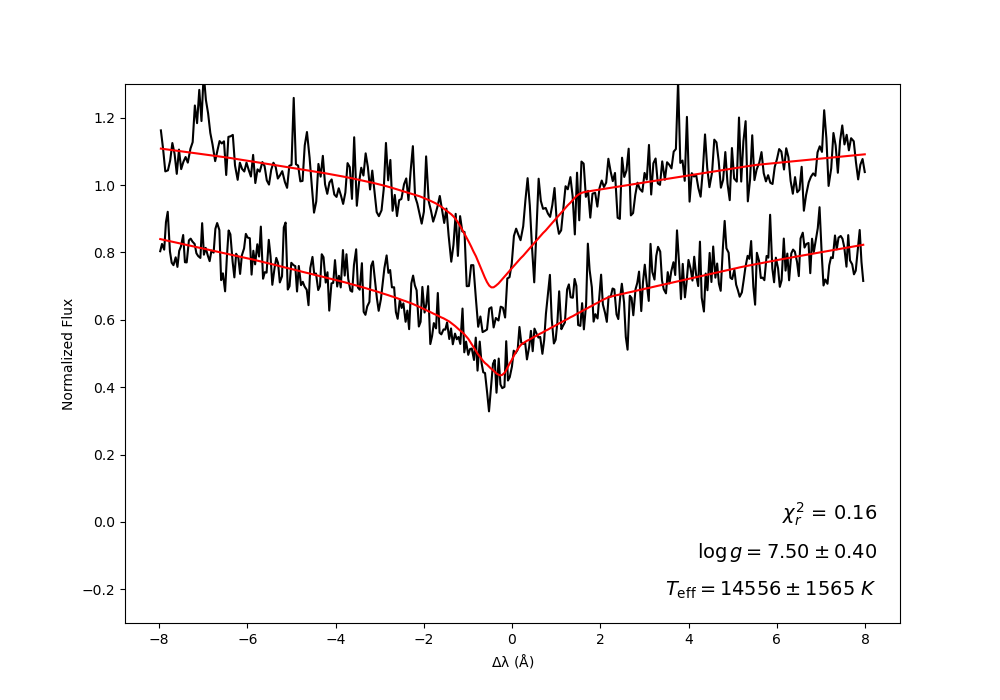 1.2
1.0
0.8
0.6
0.4
0.2
0.0
−0.2
Normalized Flux
χ²ᵣ = 0.16
log g = 7.50 ± 0.40
T_eff = 14556 ± 1565 K
−8 −6 −4 −2 0 2 4 6 8
Δλ (Å)